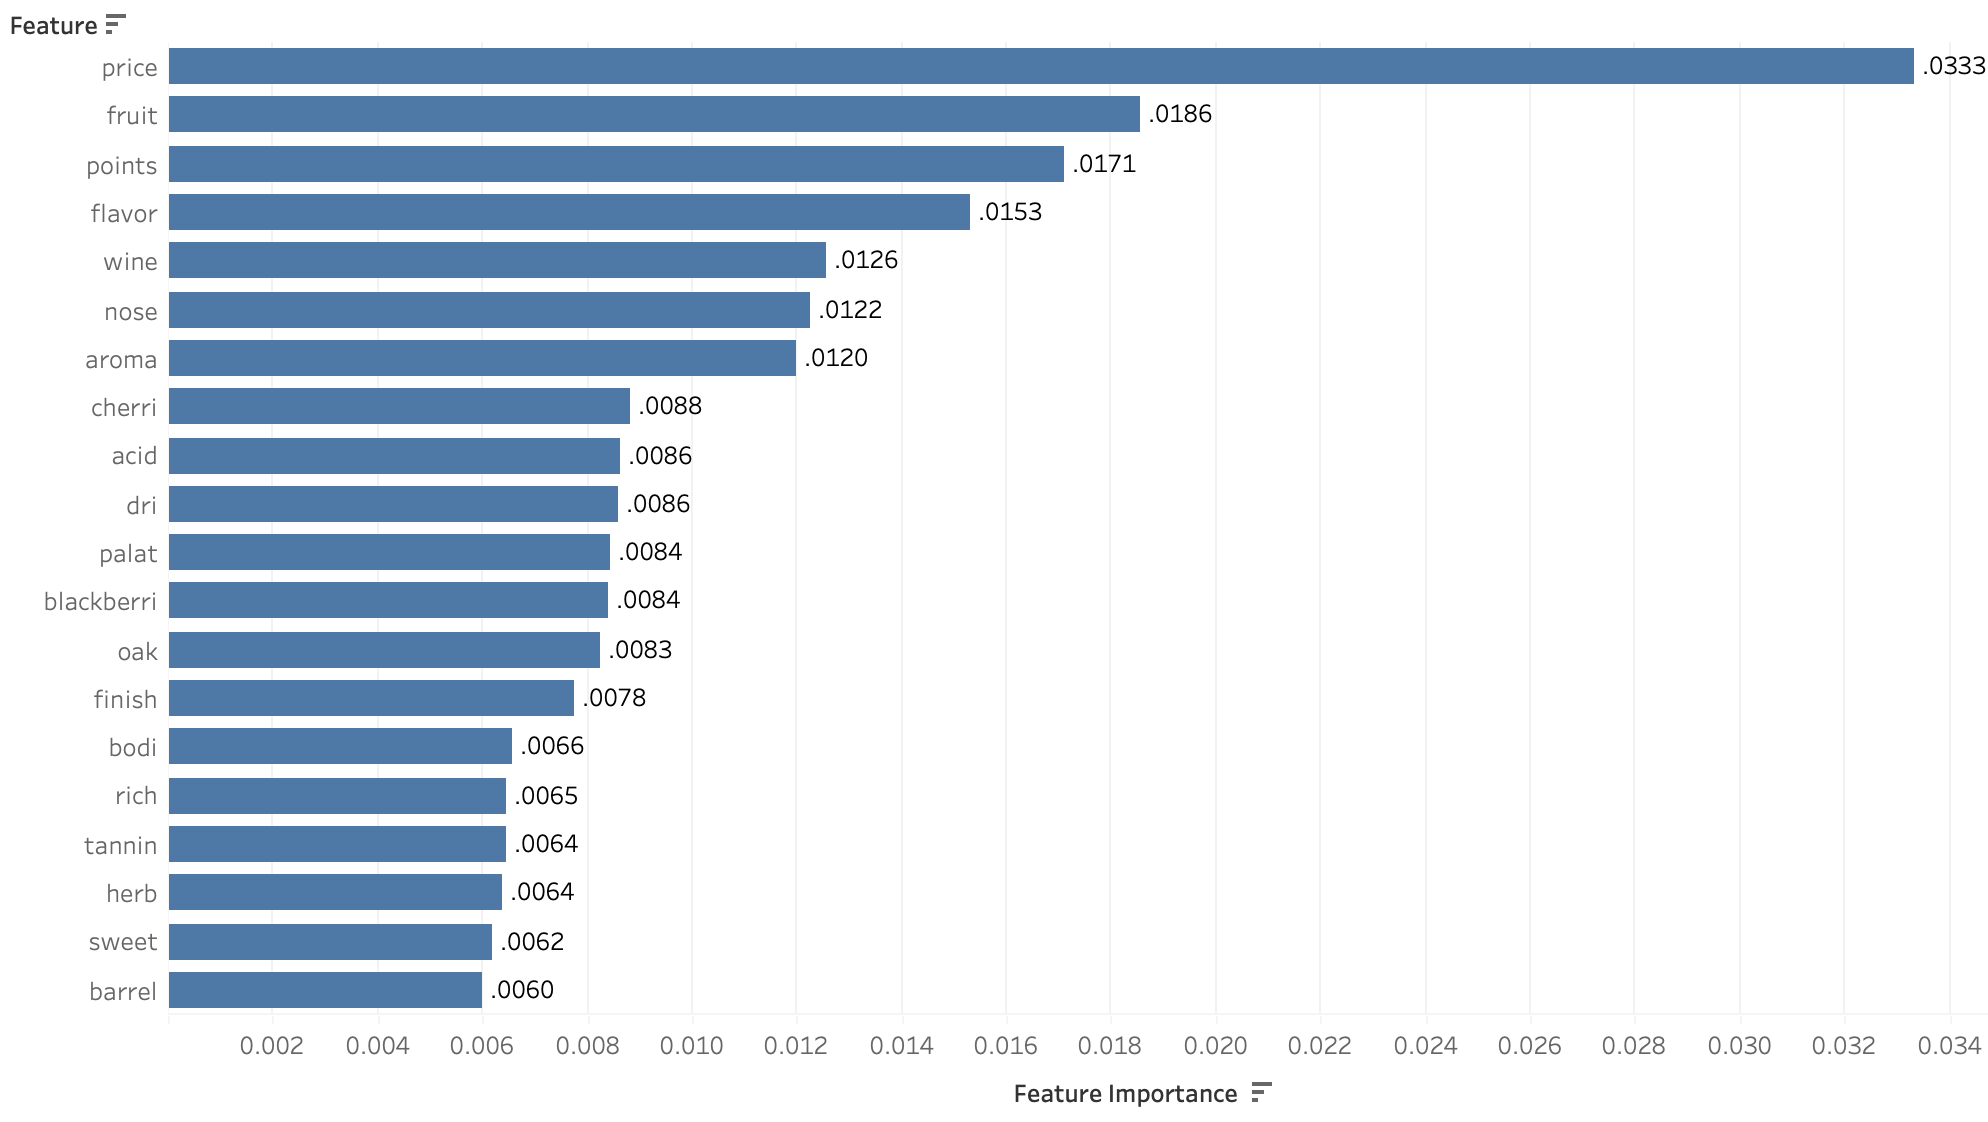 Feature
price .0333
fruit .0186
points .0171
flavor .0153
wine .0126
nose .0122
aroma .0120
cherri .0088
acid .0086
dri .0086
palat .0084
blackberri .0084
oak .0083
finish .0078
bodi .0066
rich .0065
tannin .0064
herb .0064
sweet .0062
barrel .0060
0.002 0.004 0.006 0.008 0.010 0.012 0.014 0.016 0.018 0.020 0.022 0.024 0.026 0.028 0.030 0.032 0.034
Feature Importance